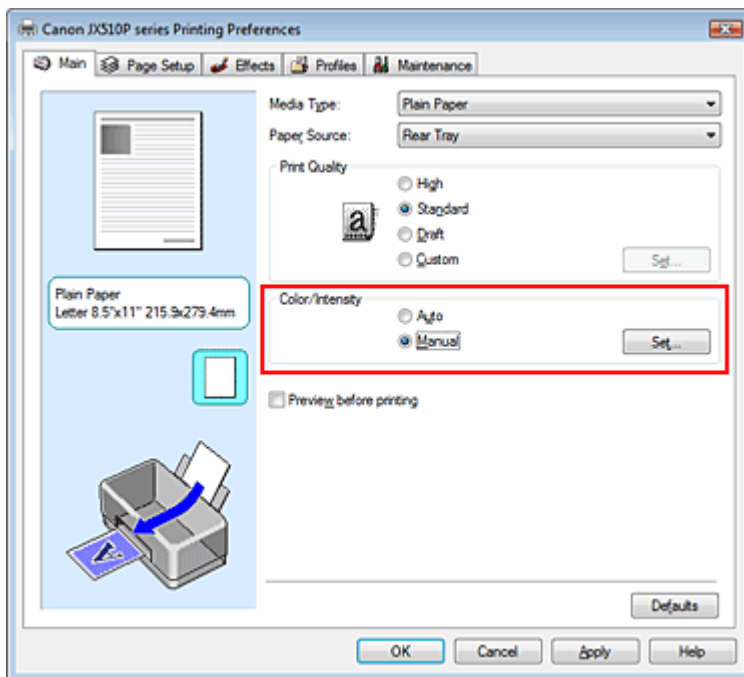 Canon JX510P series Printing Preferences
Main Page Setup Effects Profiles Maintenance
Media Type: Plain Paper
Paper Source: Rear Tray
Print Quality
High
a Standard
Draft
Custom Set...
Plain Paper
Letter 8.5"x11" 215.9x279.4mm
Color/Intensity
Auto
Manual Set...
Preview before printing
A
Defaults
OK Cancel Apply Help